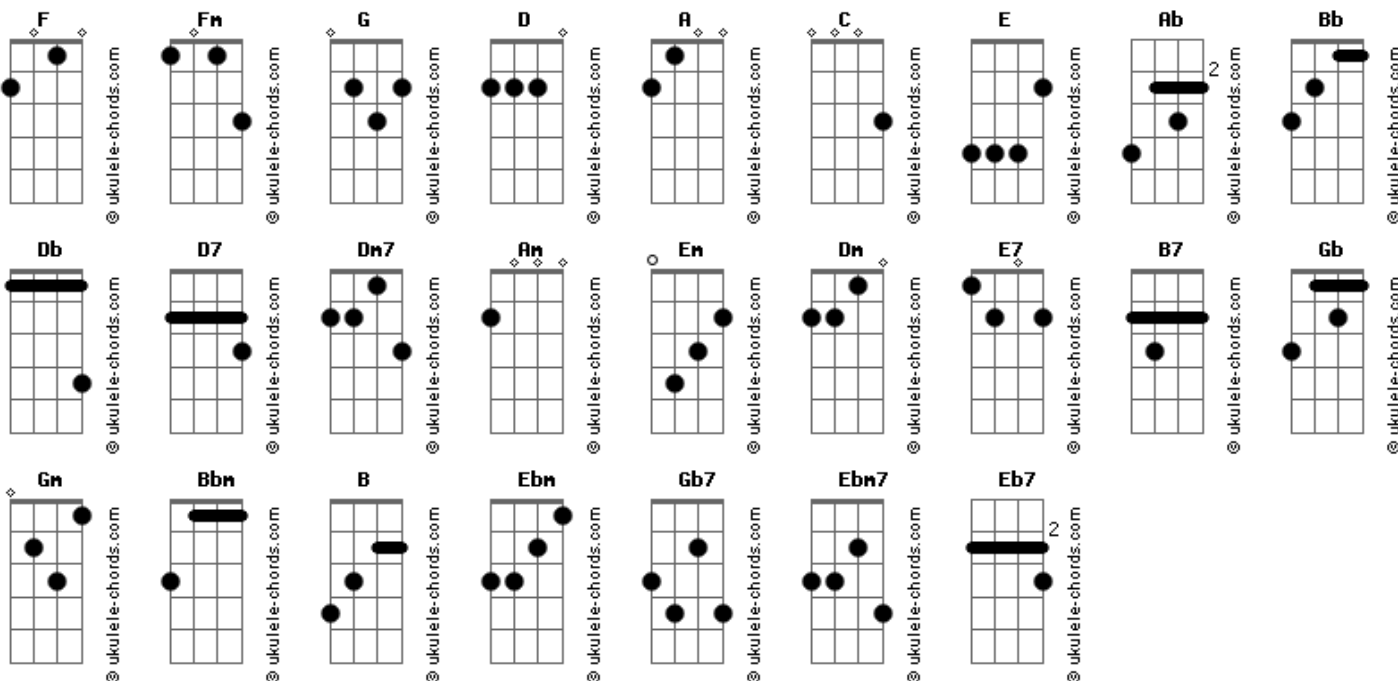 F Fm G D A C E Ab Bb
2
© ukulele-chords.com © ukulele-chords.com © ukulele-chords.com © ukulele-chords.com © ukulele-chords.com © ukulele-chords.com © ukulele-chords.com © ukulele-chords.com © ukulele-chords.com
Db D7 Dm7 Am Em Dm E7 B7 Gb
© ukulele-chords.com © ukulele-chords.com © ukulele-chords.com © ukulele-chords.com © ukulele-chords.com © ukulele-chords.com © ukulele-chords.com © ukulele-chords.com © ukulele-chords.com
Gm Bbm B Ebm Gb7 Ebm7 Eb7
2
© ukulele-chords.com © ukulele-chords.com © ukulele-chords.com © ukulele-chords.com © ukulele-chords.com © ukulele-chords.com © ukulele-chords.com